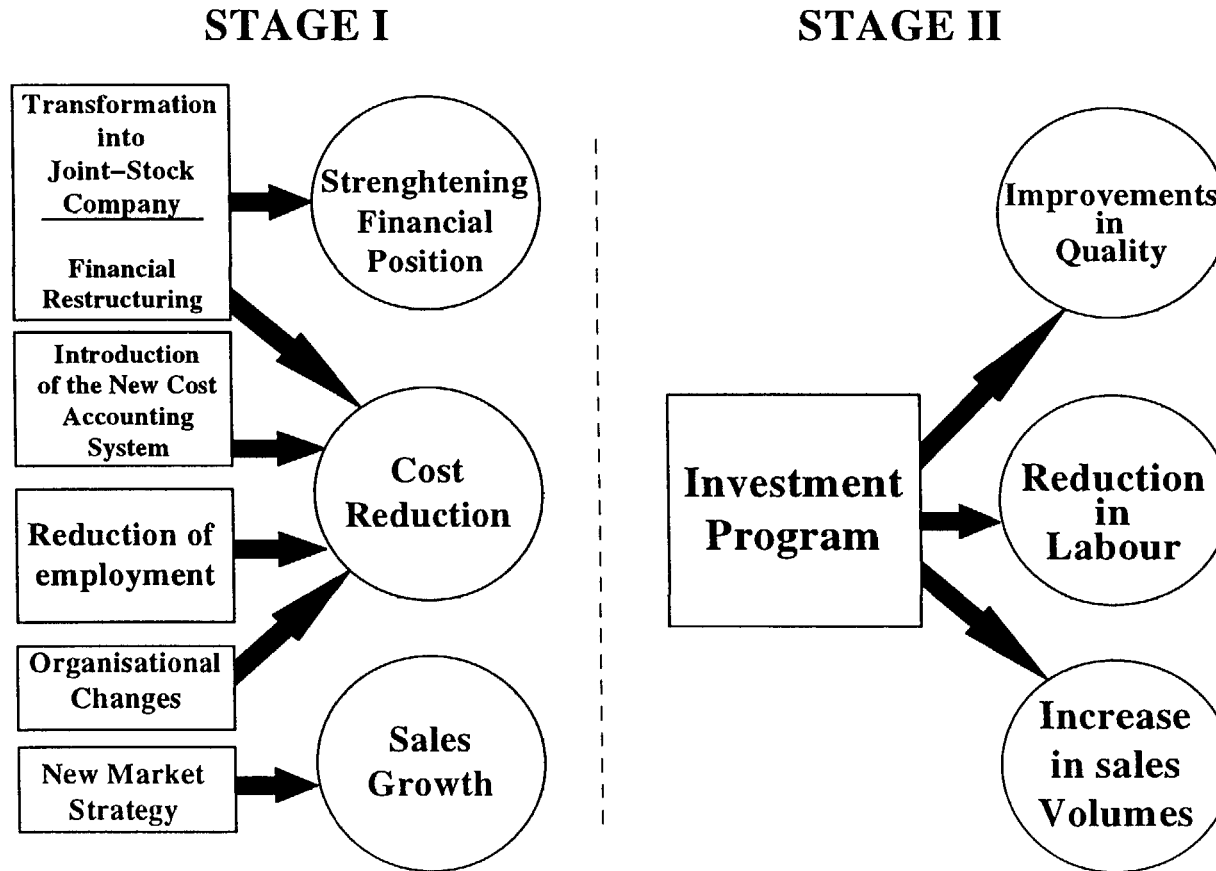 STAGE I
Transformation
into
Joint–Stock
Company
Financial
Restructuring
Strenghtening
Financial
Position
Introduction
of the New Cost
Accounting
System
Cost
Reduction
Reduction of
employment
Organisational
Changes
New Market
Strategy
Sales
Growth
STAGE II
Investment
Program
Improvements
in
Quality
Reduction
in
Labour
Increase
in sales
Volumes